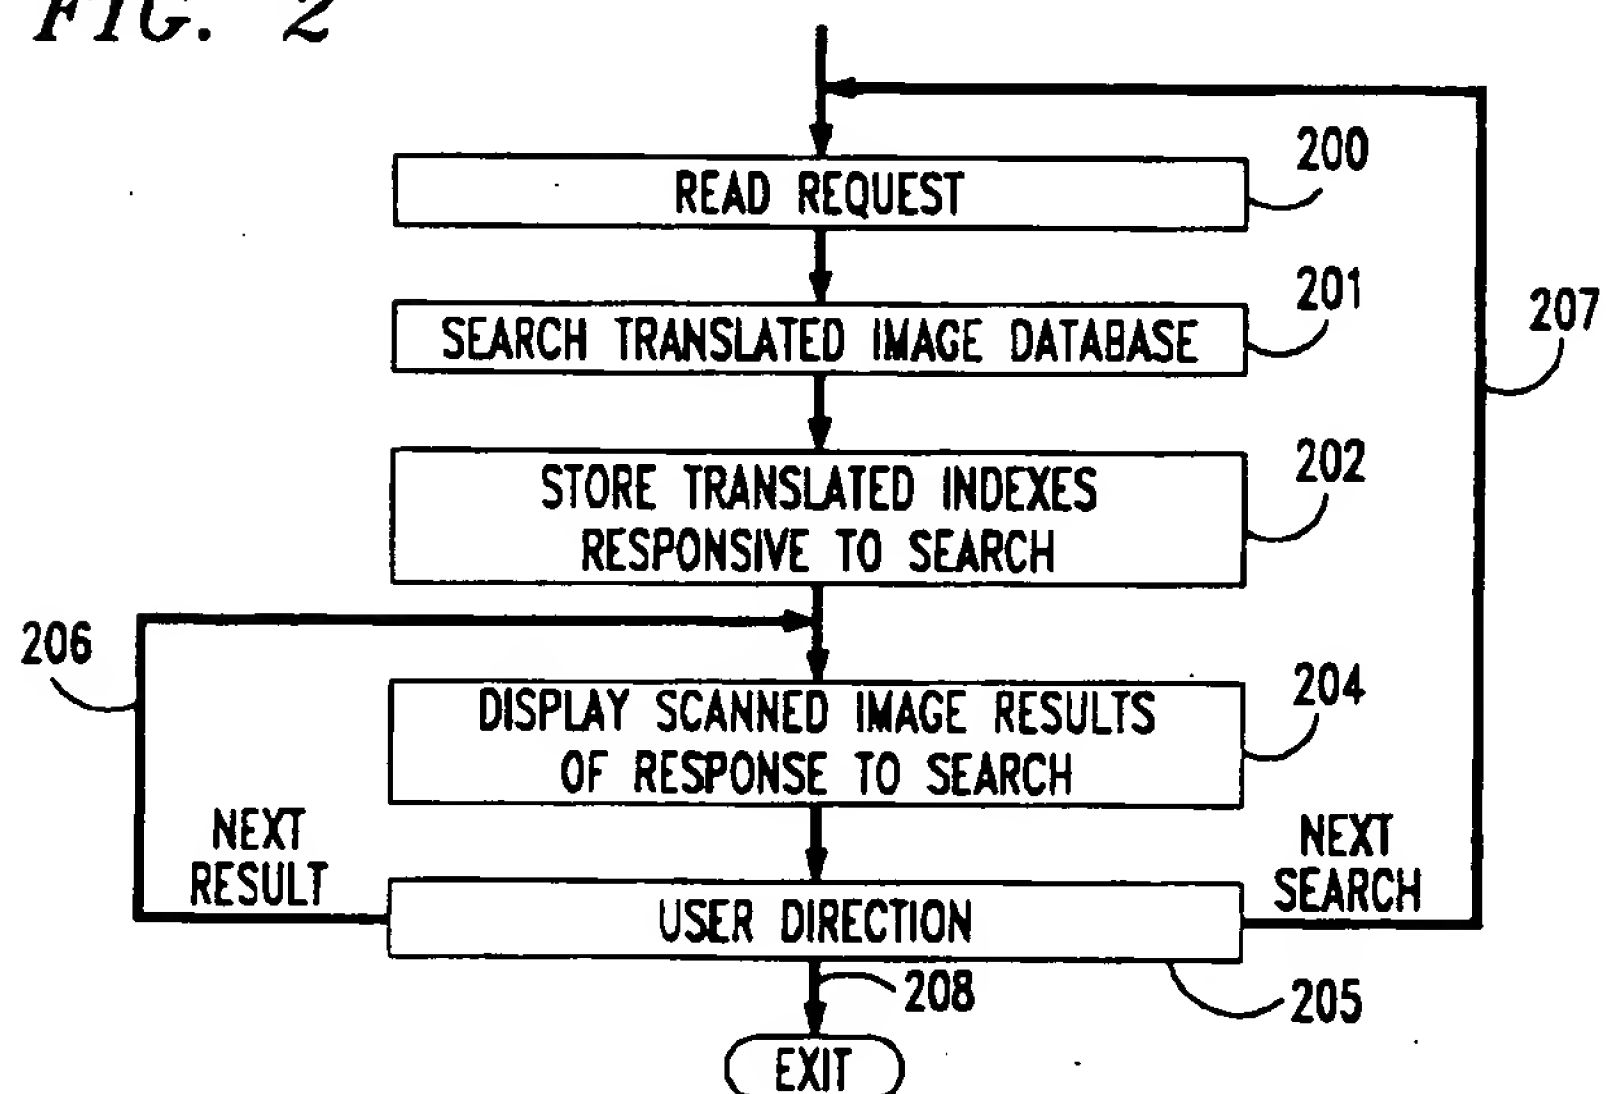 FIG. 2
200
READ REQUEST
201
SEARCH TRANSLATED IMAGE DATABASE
207
202
STORE TRANSLATED INDEXES
RESPONSIVE TO SEARCH
206
204
DISPLAY SCANNED IMAGE RESULTS
OF RESPONSE TO SEARCH
NEXT
RESULT
NEXT
SEARCH
USER DIRECTION
208
205
EXIT